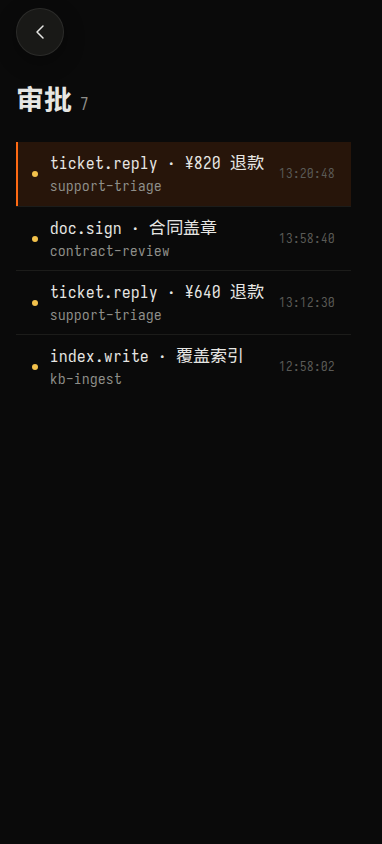 审批 7
ticket.reply · ¥820 退款 13:20:48
support-triage
doc.sign · 合同盖章 13:58:40
contract-review
ticket.reply · ¥640 退款 13:12:30
support-triage
index.write · 覆盖索引 12:58:02
kb-ingest